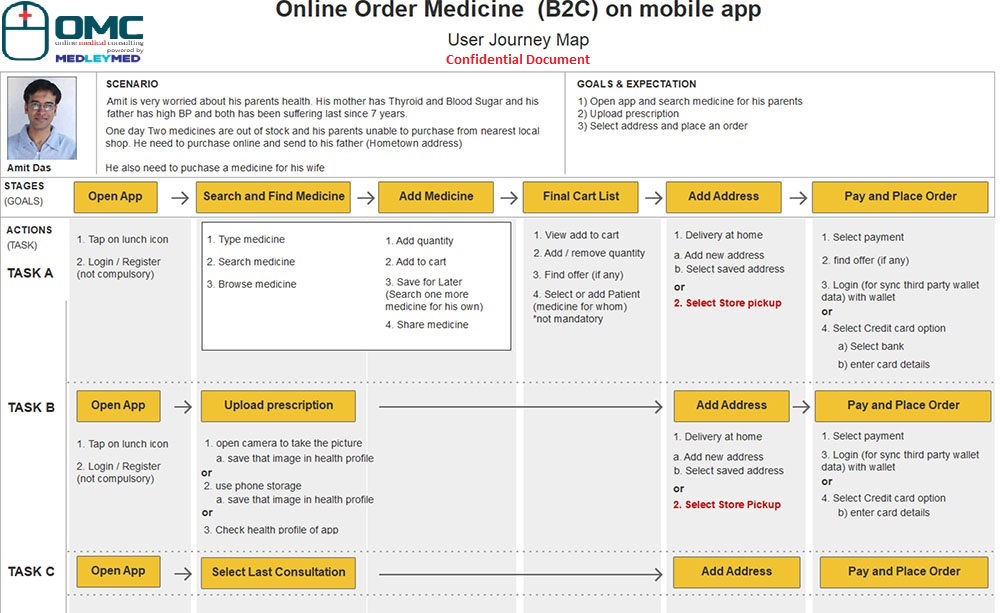 Online Order Medicine (B2C) on mobile app
OMC
online medical consulting
powered by
MEDLEYMED
User Journey Map
Confidential Document
SCENARIO
Amit is very worried about his parents health. His mother has Thyroid and Blood Sugar and his
father has high BP and both has been suffering last since 7 years.
One day Two medicines are out of stock and his parents unable to purchase from nearest local
shop. He need to purchase online and send to his father (Hometown address)
He also need to puchase a medicine for his wife
Amit Das
GOALS & EXPECTATION
1) Open app and search medicine for his parents
2) Upload prescription
3) Select address and place an order
STAGES
(GOALS)
Open App
Search and Find Medicine
Add Medicine
Final Cart List
Add Address
Pay and Place Order
ACTIONS
(TASK)
TASK A
1. Tap on lunch icon
2. Login / Register
(not compulsory)
1. Type medicine
2. Search medicine
3. Browse medicine
1. Add quantity
2. Add to cart
3. Save for Later
(Search one more
medicine for his own)
4. Share medicine
1. View add to cart
2. Add / remove quantity
3. Find offer (if any)
4. Select or add Patient
(medicine for whom)
*not mandatory
1. Delivery at home
a. Add new address
b. Select saved address
or
2. Select Store pickup
1. Select payment
2. find offer (if any)
3. Login (for sync third party wallet
data) with wallet
or
4. Select Credit card option
a) Select bank
b) enter card details
TASK B
Open App
Upload prescription
Add Address
Pay and Place Order
1. Tap on lunch icon
2. Login / Register
(not compulsory)
1. open camera to take the picture
a. save that image in health profile
or
2. use phone storage
a. save that image in health profile
or
3. Check health profile of app
1. Delivery at home
a. Add new address
b. Select saved address
or
2. Select Store Pickup
1. Select payment
3. Login (for sync third party wallet
data) with wallet
or
4. Select Credit card option
b) enter card details
TASK C
Open App
Select Last Consultation
Add Address
Pay and Place Order